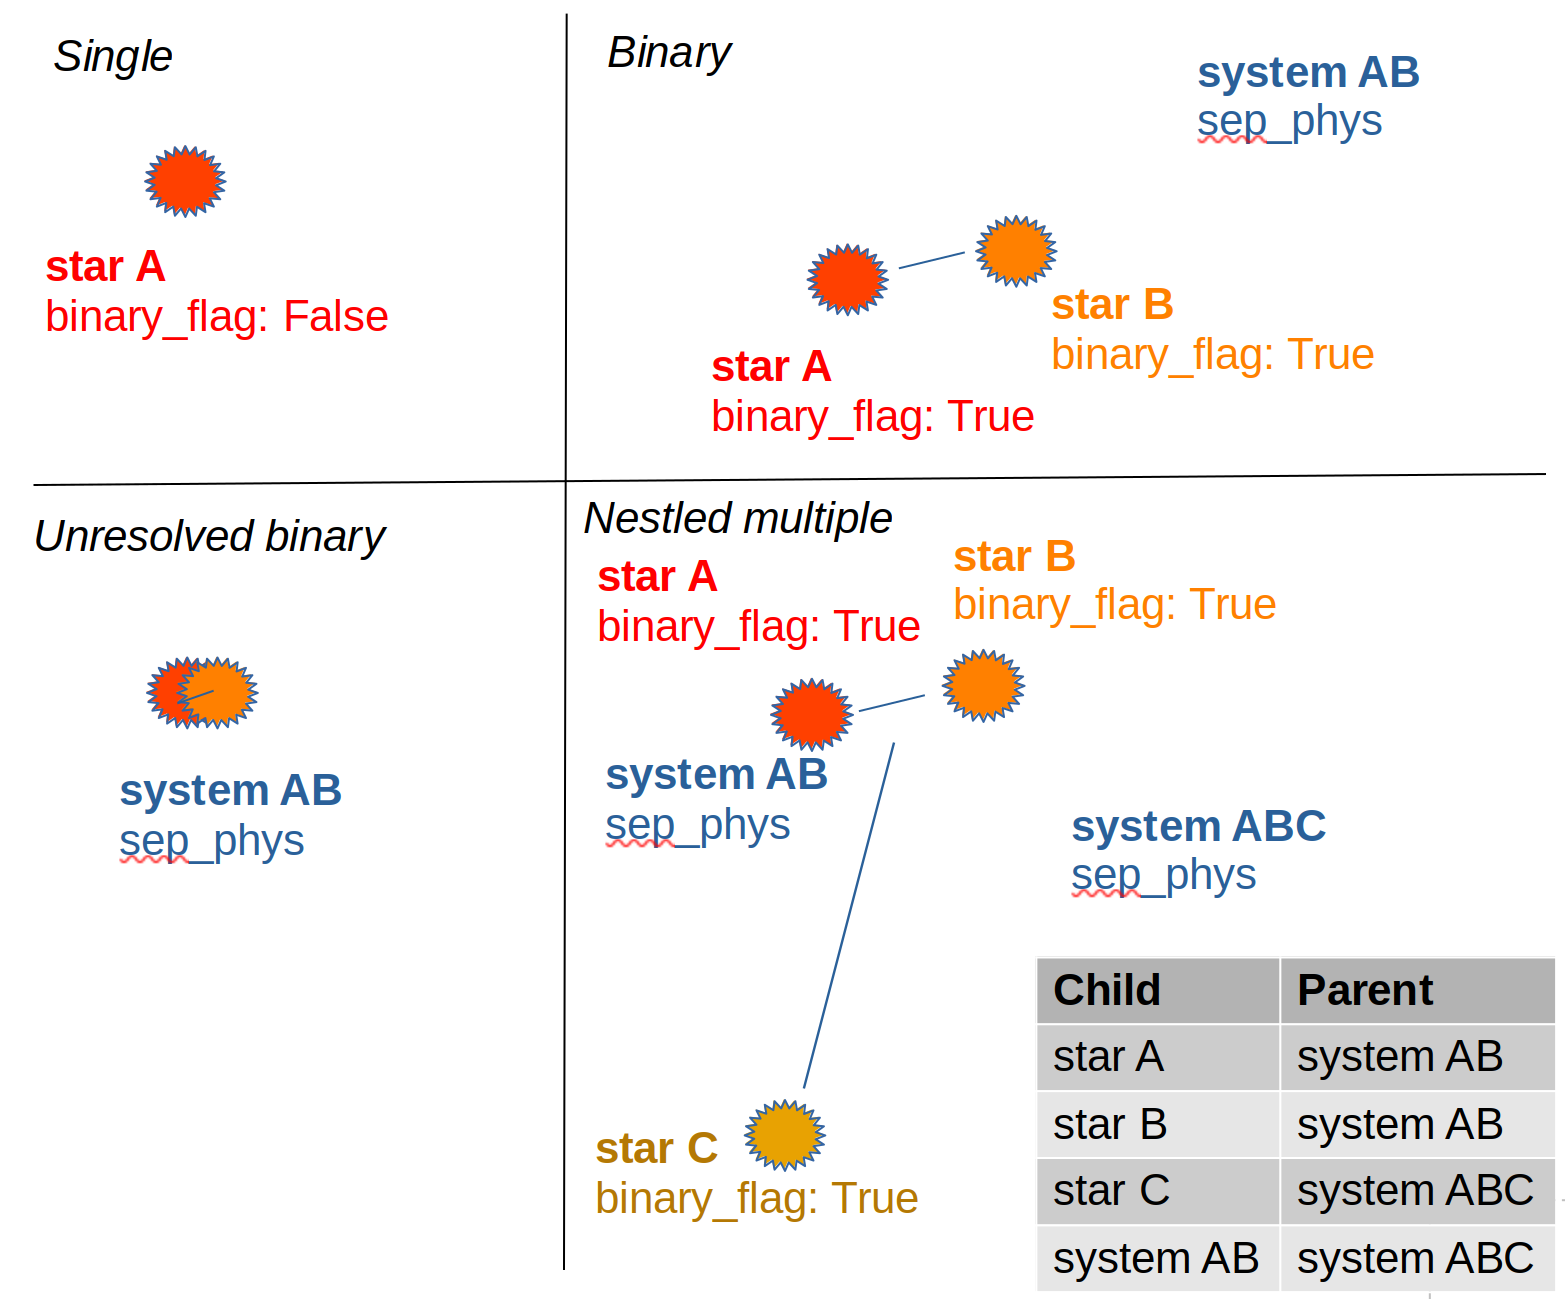 Single
star A
binary_flag: False
Binary
system AB
sep_phys
star A
binary_flag: True
star B
binary_flag: True
Unresolved binary
system AB
sep_phys
Nestled multiple
star A
binary_flag: True
star B
binary_flag: True
system AB
sep_phys
system ABC
sep_phys
star C
binary_flag: True
Child Parent
star A system AB
star B system AB
star C system ABC
system AB system ABC